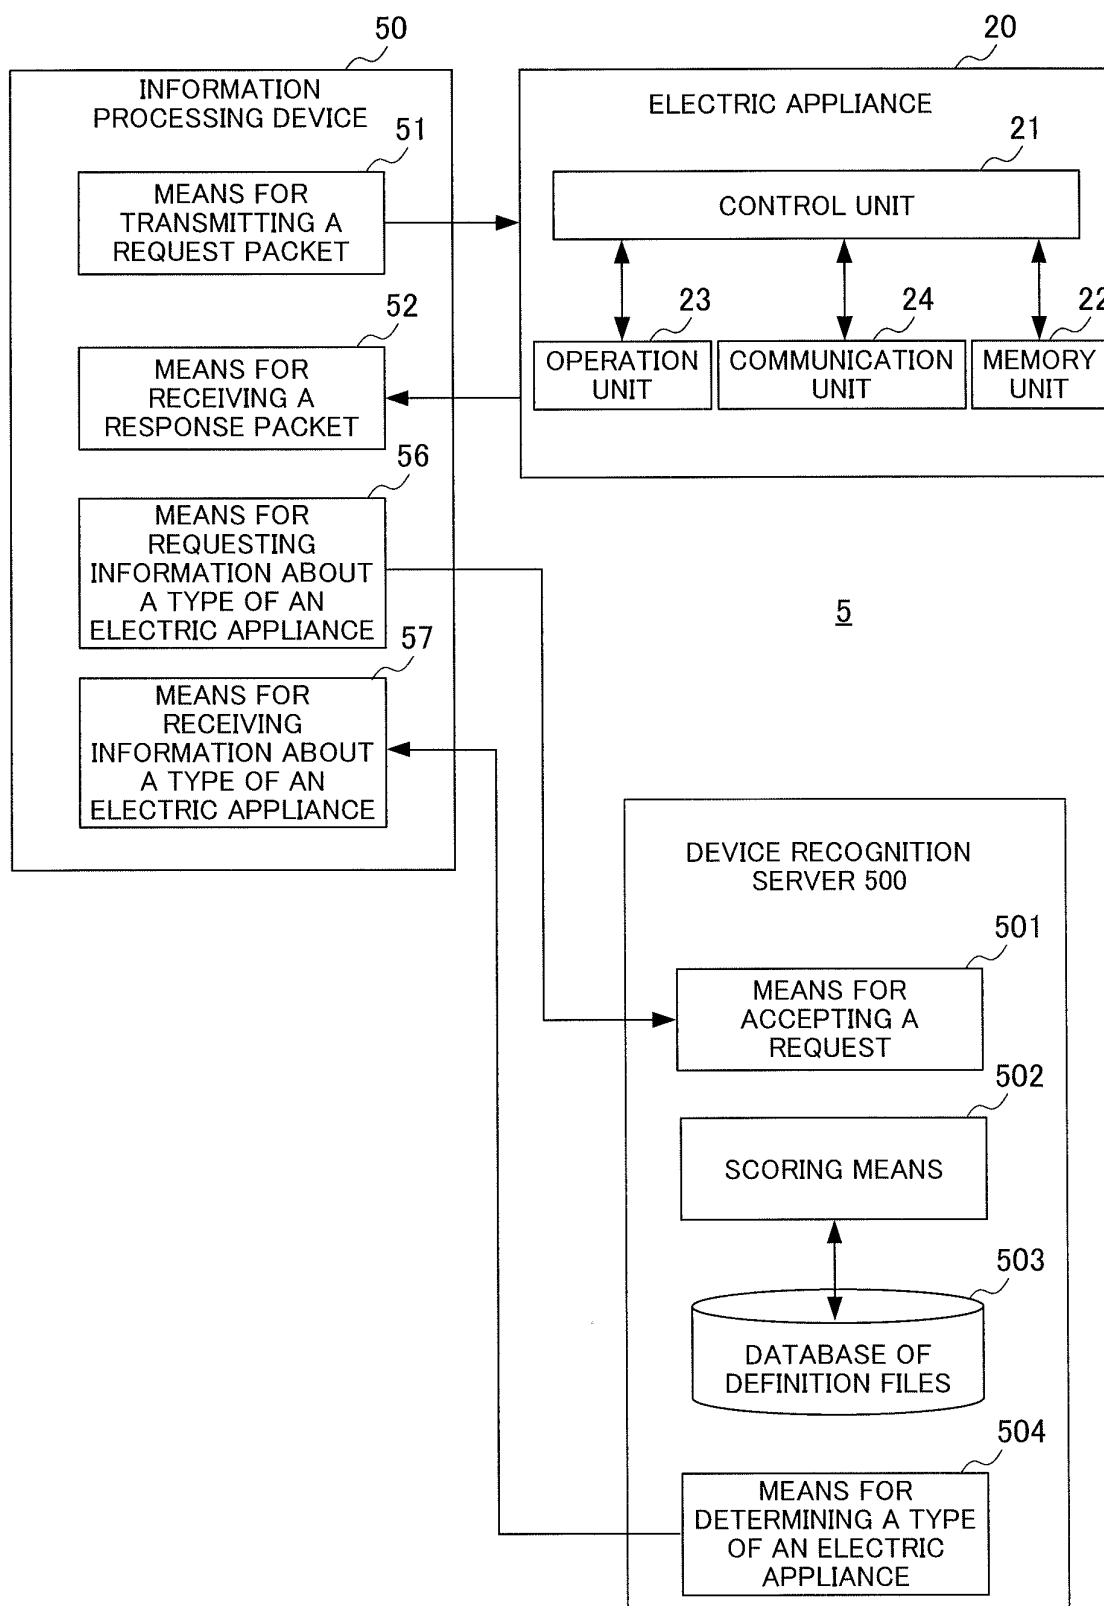 50
INFORMATION
PROCESSING DEVICE
51
MEANS FOR
TRANSMITTING A
REQUEST PACKET
52
MEANS FOR
RECEIVING A
RESPONSE PACKET
56
MEANS FOR
REQUESTING
INFORMATION ABOUT
A TYPE OF AN
ELECTRIC APPLIANCE
57
MEANS FOR
RECEIVING
INFORMATION ABOUT
A TYPE OF AN
ELECTRIC APPLIANCE
20
ELECTRIC APPLIANCE
21
CONTROL UNIT
23
OPERATION
UNIT
24
COMMUNICATION
UNIT
22
MEMORY
UNIT
5
DEVICE RECOGNITION
SERVER 500
501
MEANS FOR
ACCEPTING A
REQUEST
502
SCORING MEANS
503
DATABASE OF
DEFINITION FILES
504
MEANS FOR
DETERMINING A TYPE
OF AN ELECTRIC
APPLIANCE